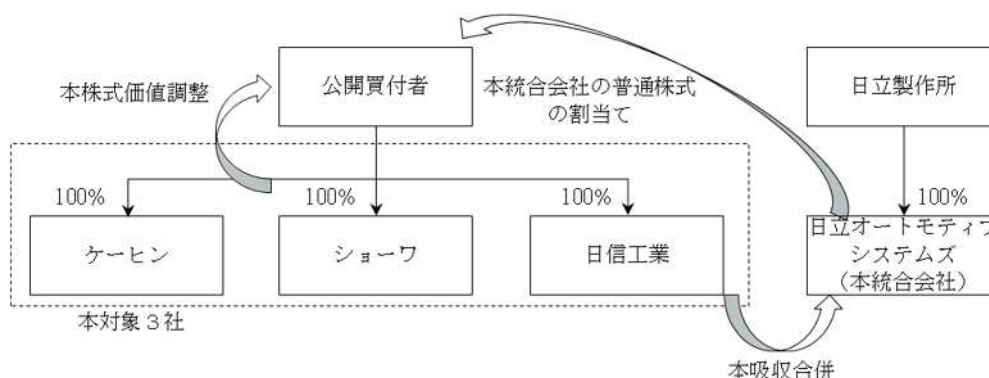 公開買付者
日立製作所
本株式価値調整
本統合会社の普通株式
の割当て
100%
100%
100%
100%
ケーヒン
ショーワ
日信工業
日立オートモティブ
システムズ
（本統合会社）
本対象３社
本吸収合併